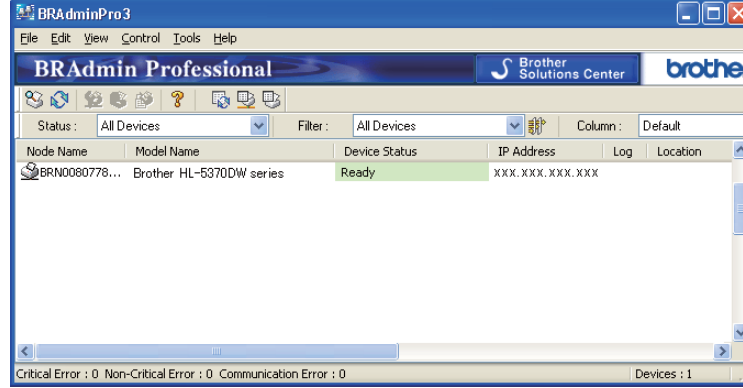 BRAdminPro3
File Edit View Control Tools Help
BRAdmin Professional Brother Solutions Center brothe
Status : All Devices Filter : All Devices Column : Default
Node Name Model Name Device Status IP Address Log Location
BRN0080778... Brother HL-5370DW series Ready XXX.XXX.XXX.XXX
Critical Error : 0 Non-Critical Error : 0 Communication Error : 0 Devices : 1